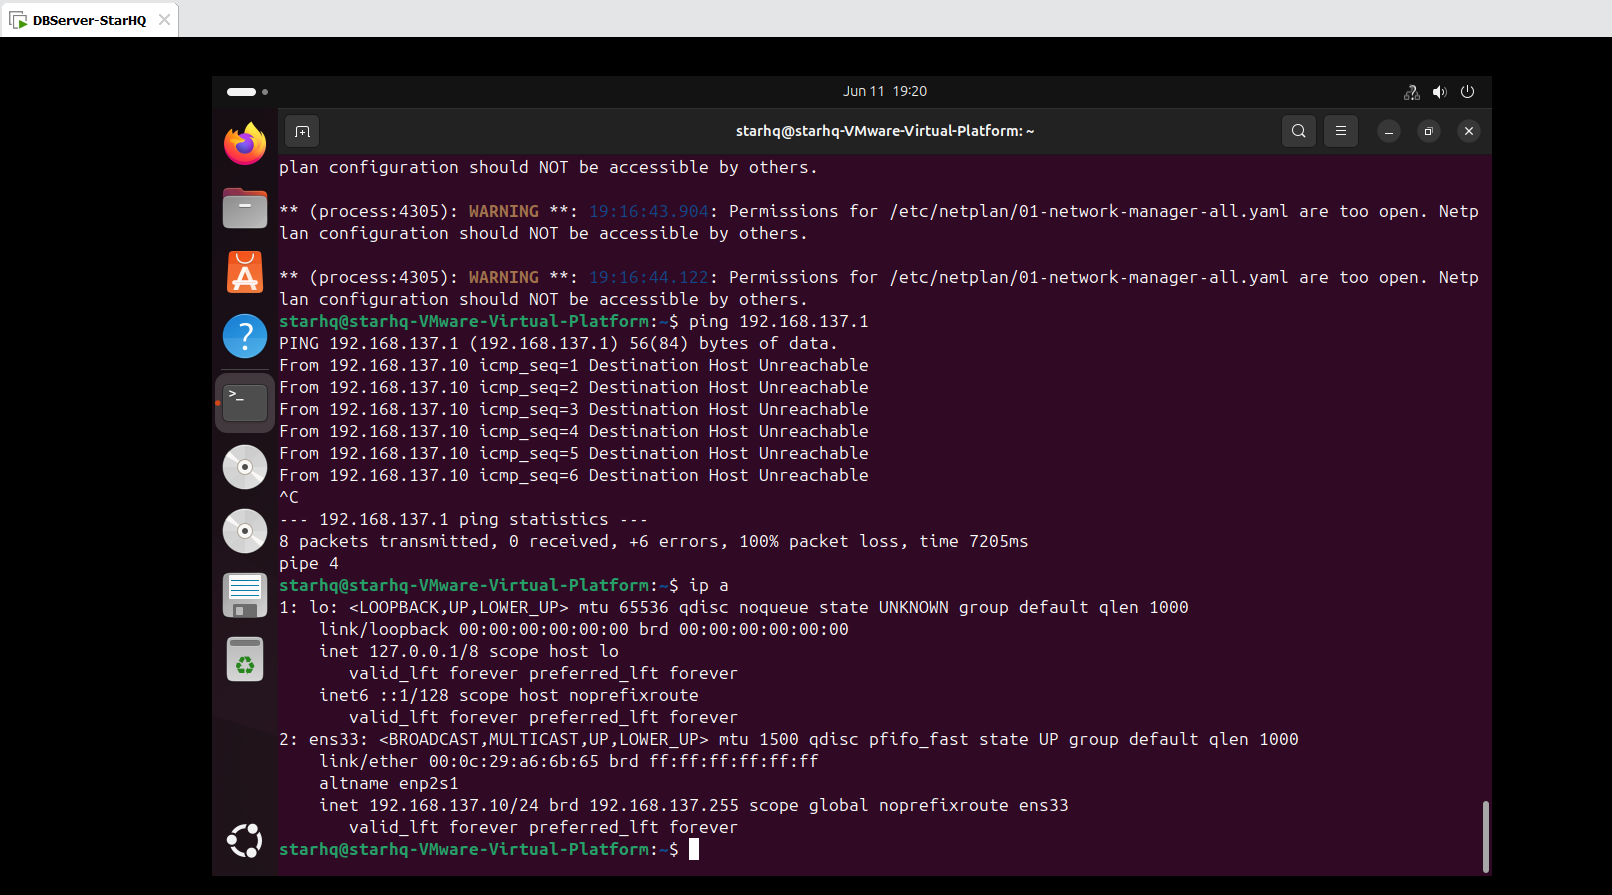 DBServer-StarHQ
Jun 11 19:20
starhq@starhq-VMware-Virtual-Platform: ~
plan configuration should NOT be accessible by others.
** (process:4305): WARNING **: 19:16:43.904: Permissions for /etc/netplan/01-network-manager-all.yaml are too open. Netp
lan configuration should NOT be accessible by others.
** (process:4305): WARNING **: 19:16:44.122: Permissions for /etc/netplan/01-network-manager-all.yaml are too open. Netp
lan configuration should NOT be accessible by others.
starhq@starhq-VMware-Virtual-Platform:~$ ping 192.168.137.1
PING 192.168.137.1 (192.168.137.1) 56(84) bytes of data.
From 192.168.137.10 icmp_seq=1 Destination Host Unreachable
From 192.168.137.10 icmp_seq=2 Destination Host Unreachable
From 192.168.137.10 icmp_seq=3 Destination Host Unreachable
From 192.168.137.10 icmp_seq=4 Destination Host Unreachable
From 192.168.137.10 icmp_seq=5 Destination Host Unreachable
From 192.168.137.10 icmp_seq=6 Destination Host Unreachable
^C
--- 192.168.137.1 ping statistics ---
8 packets transmitted, 0 received, +6 errors, 100% packet loss, time 7205ms
pipe 4
starhq@starhq-VMware-Virtual-Platform:~$ ip a
1: lo: <LOOPBACK,UP,LOWER_UP> mtu 65536 qdisc noqueue state UNKNOWN group default qlen 1000
    link/loopback 00:00:00:00:00:00 brd 00:00:00:00:00:00
    inet 127.0.0.1/8 scope host lo
       valid_lft forever preferred_lft forever
    inet6 ::1/128 scope host noprefixroute
       valid_lft forever preferred_lft forever
2: ens33: <BROADCAST,MULTICAST,UP,LOWER_UP> mtu 1500 qdisc pfifo_fast state UP group default qlen 1000
    link/ether 00:0c:29:a6:6b:65 brd ff:ff:ff:ff:ff:ff
    altname enp2s1
    inet 192.168.137.10/24 brd 192.168.137.255 scope global noprefixroute ens33
       valid_lft forever preferred_lft forever
starhq@starhq-VMware-Virtual-Platform:~$